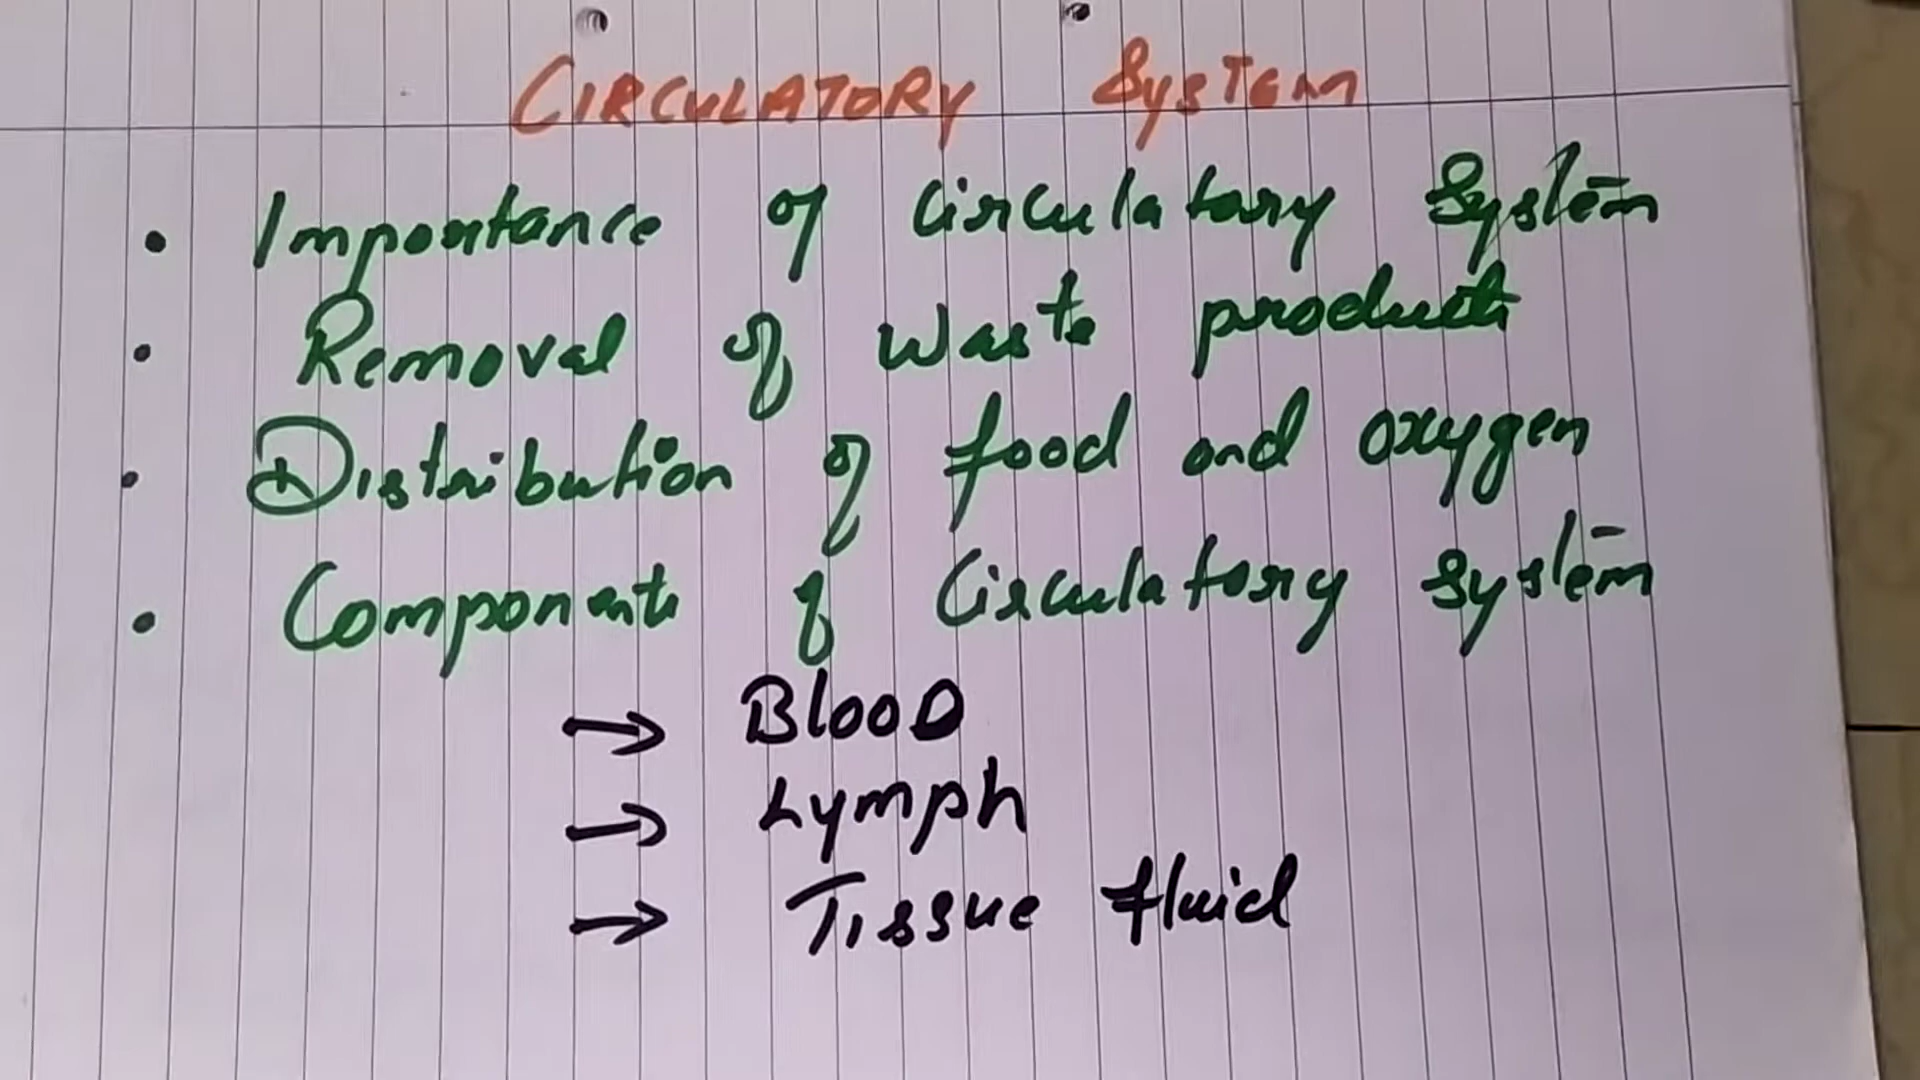 CIRCULATORY SYSTEM
• Importance of Circulatory System
• Removal of Waste products
• Distribution of food and oxygen
• Components of Circulatory System
→ Blood
→ Lymph
→ Tissue fluid